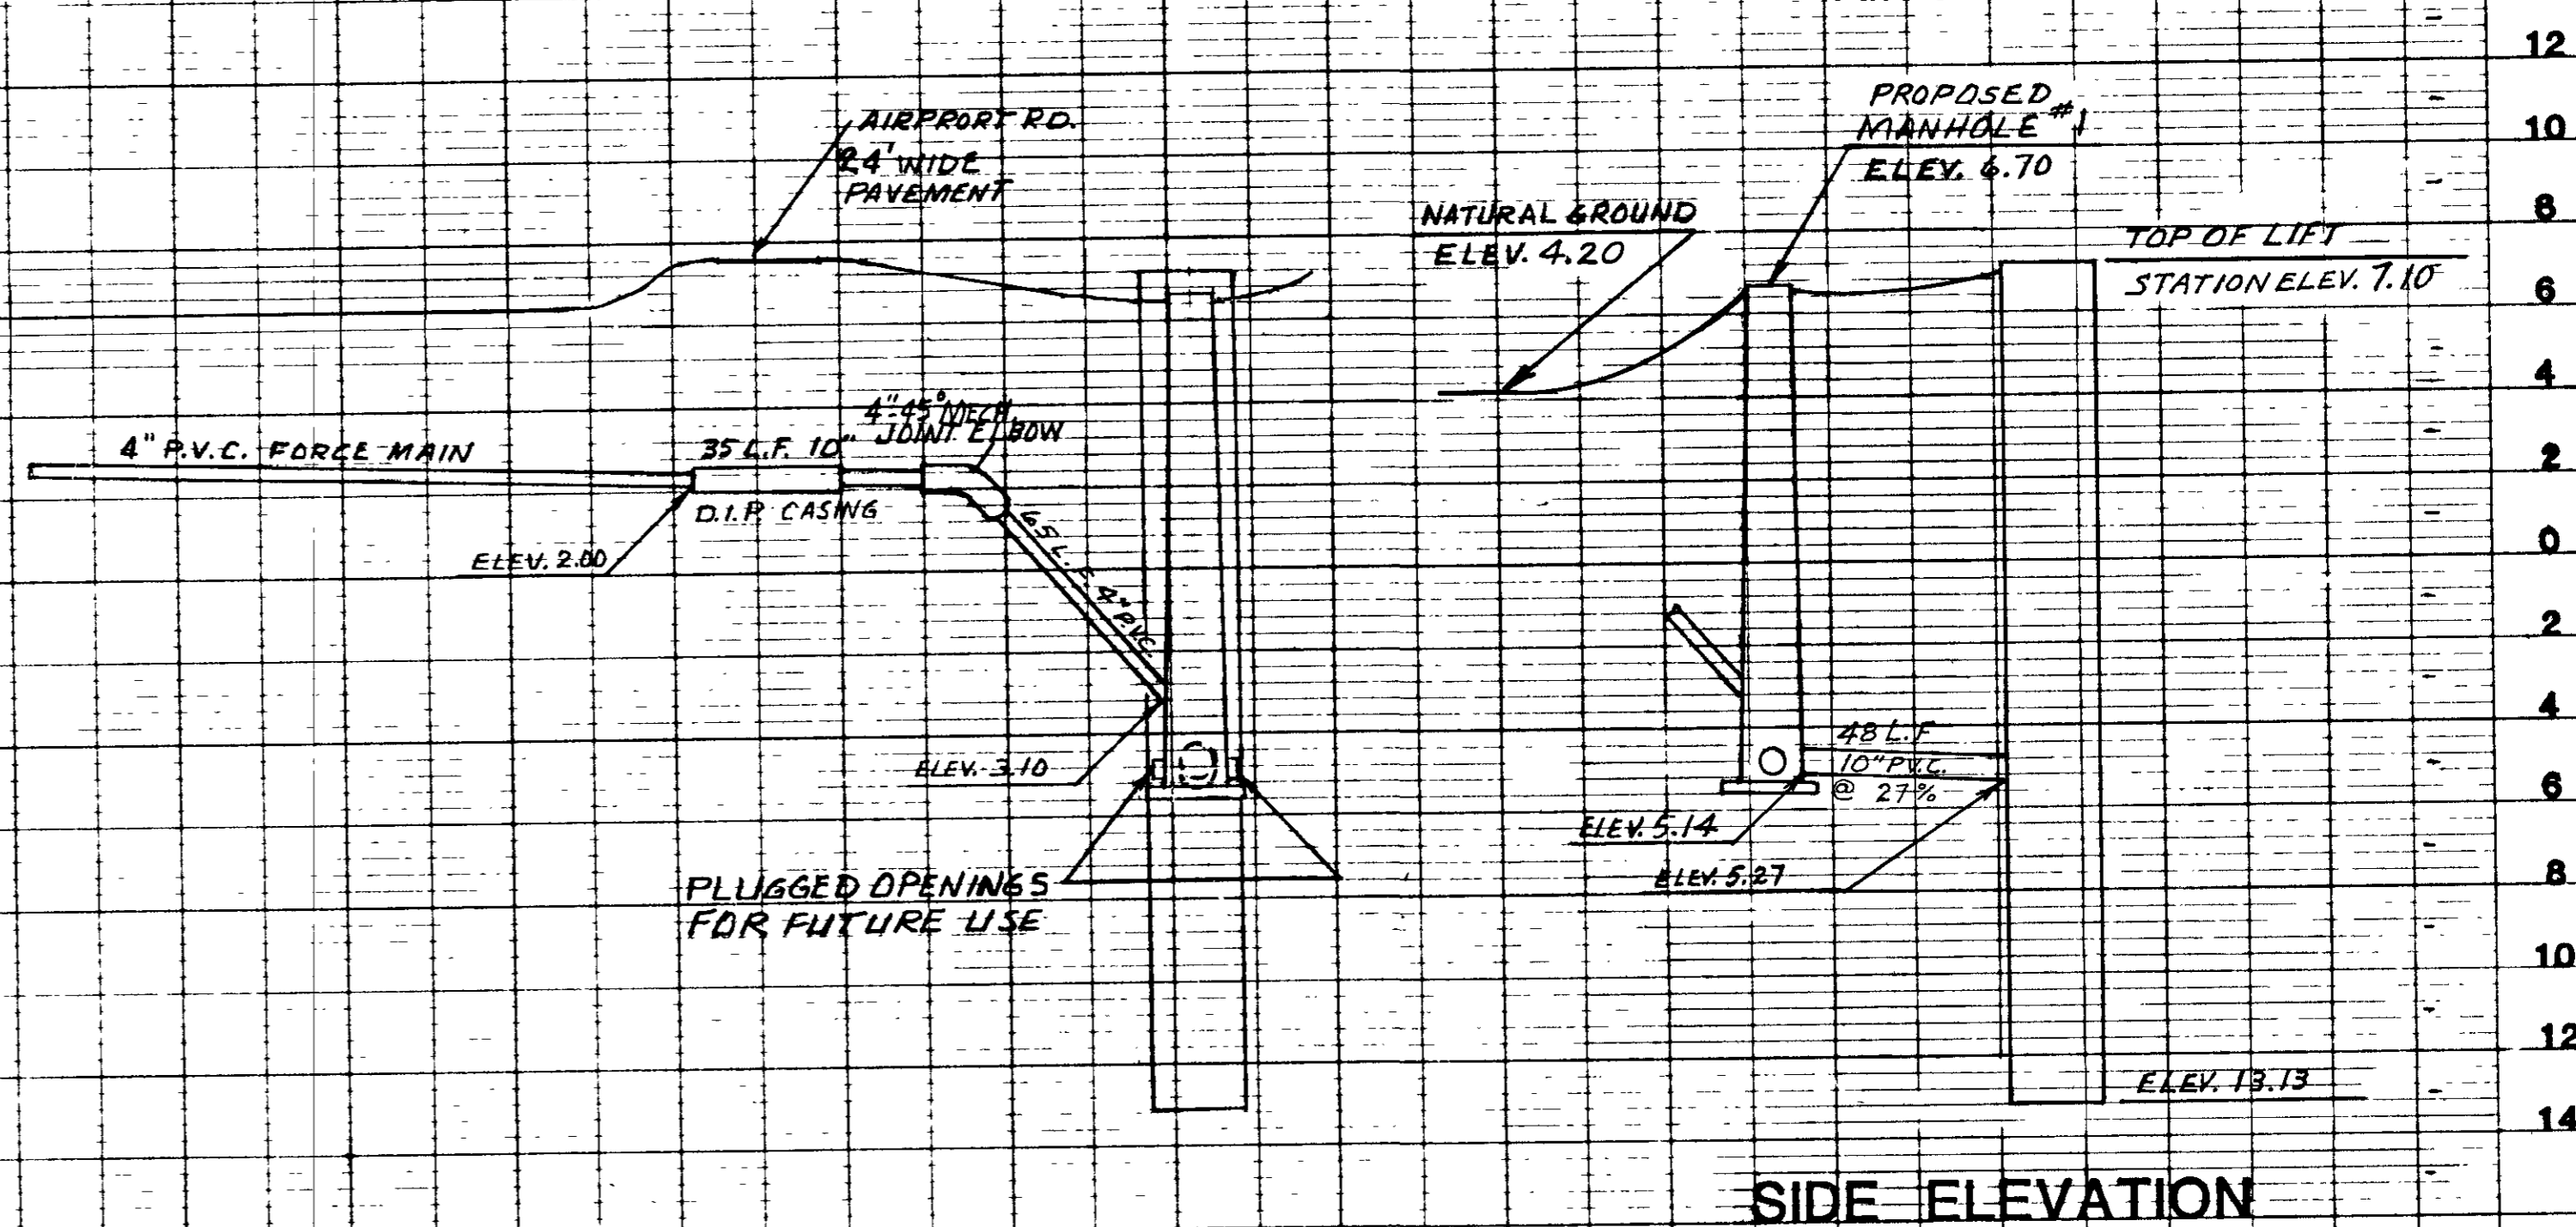 AIRPRORT RD.
24' WIDE
PAVEMENT
PROPOSED
MANHOLE #1
ELEV. 6.70
NATURAL GROUND
ELEV. 4.20
TOP OF LIFT
STATION ELEV. 7.10
4" P.V.C. FORCE MAIN
35 L.F. 10"
D.I.P. CASING
4"-45° MECH.
JOINT ELBOW
ELEV. 2.00
65 L.F. 4" P.V.C.
ELEV. -3.10
PLUGGED OPENINGS
FOR FUTURE USE
48 L.F
10" P.V.C.
@ 27%
ELEV. 5.14
ELEV. 5.27
ELEV. 13.13
12
10
8
6
4
2
0
2
4
6
8
10
12
14
SIDE ELEVATION